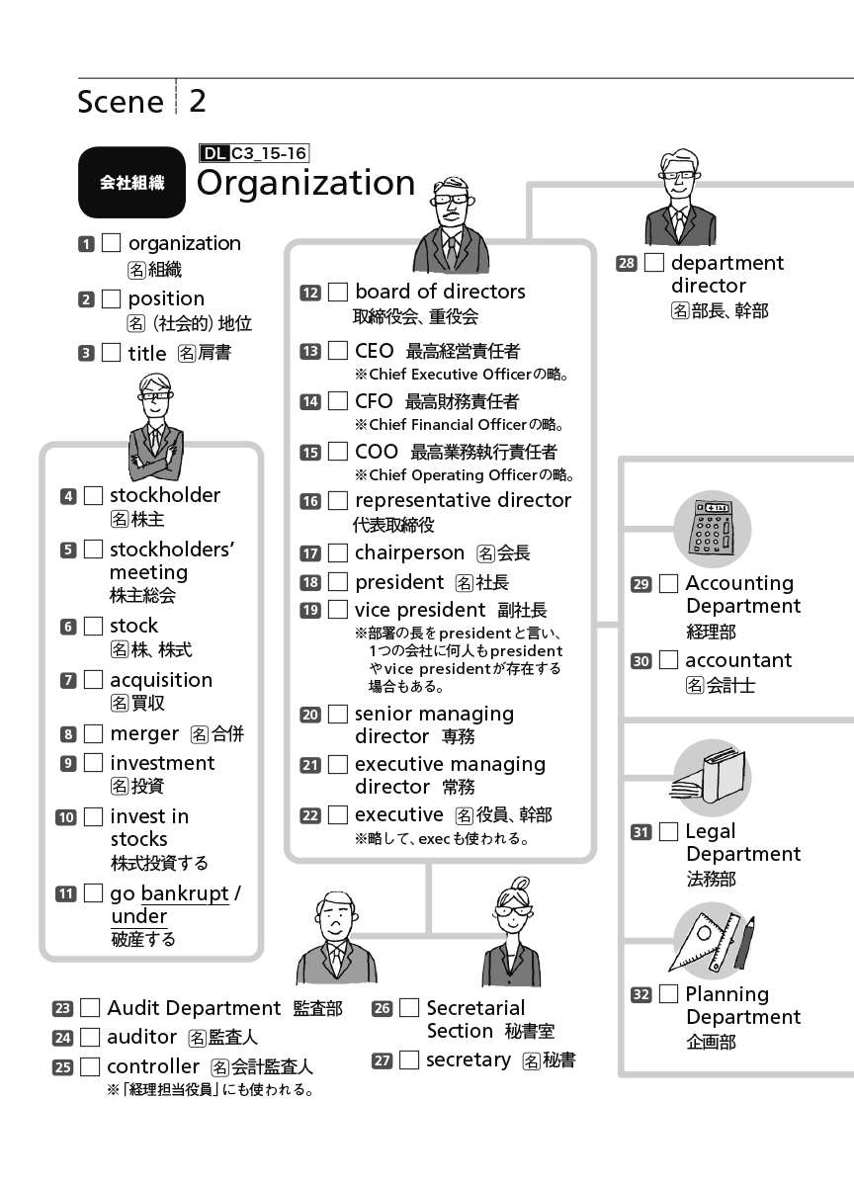 Scene 2
会社組織
DL C3_15-16
Organization
1 organization
名 組織
2 position
名 （社会的）地位
3 title 名 肩書
4 stockholder
名 株主
5 stockholders’
meeting
株主総会
6 stock
名 株、株式
7 acquisition
名 買収
8 merger 名 合併
9 investment
名 投資
10 invest in
stocks
株式投資する
11 go bankrupt /
under
破産する
12 board of directors
取締役会、重役会
13 CEO 最高経営責任者
※Chief Executive Officerの略。
14 CFO 最高財務責任者
※Chief Financial Officerの略。
15 COO 最高業務執行責任者
※Chief Operating Officerの略。
16 representative director
代表取締役
17 chairperson 名 会長
18 president 名 社長
19 vice president 副社長
※部署の長をpresidentと言い、
1つの会社に何人もpresident
やvice presidentが存在する
場合もある。
20 senior managing
director 専務
21 executive managing
director 常務
22 executive 名 役員、幹部
※略して、execも使われる。
23 Audit Department 監査部
24 auditor 名 監査人
25 controller 名 会計監査人
※「経理担当役員」にも使われる。
26 Secretarial
Section 秘書室
27 secretary 名 秘書
28 department
director
名 部長、幹部
29 Accounting
Department
経理部
30 accountant
名 会計士
31 Legal
Department
法務部
32 Planning
Department
企画部